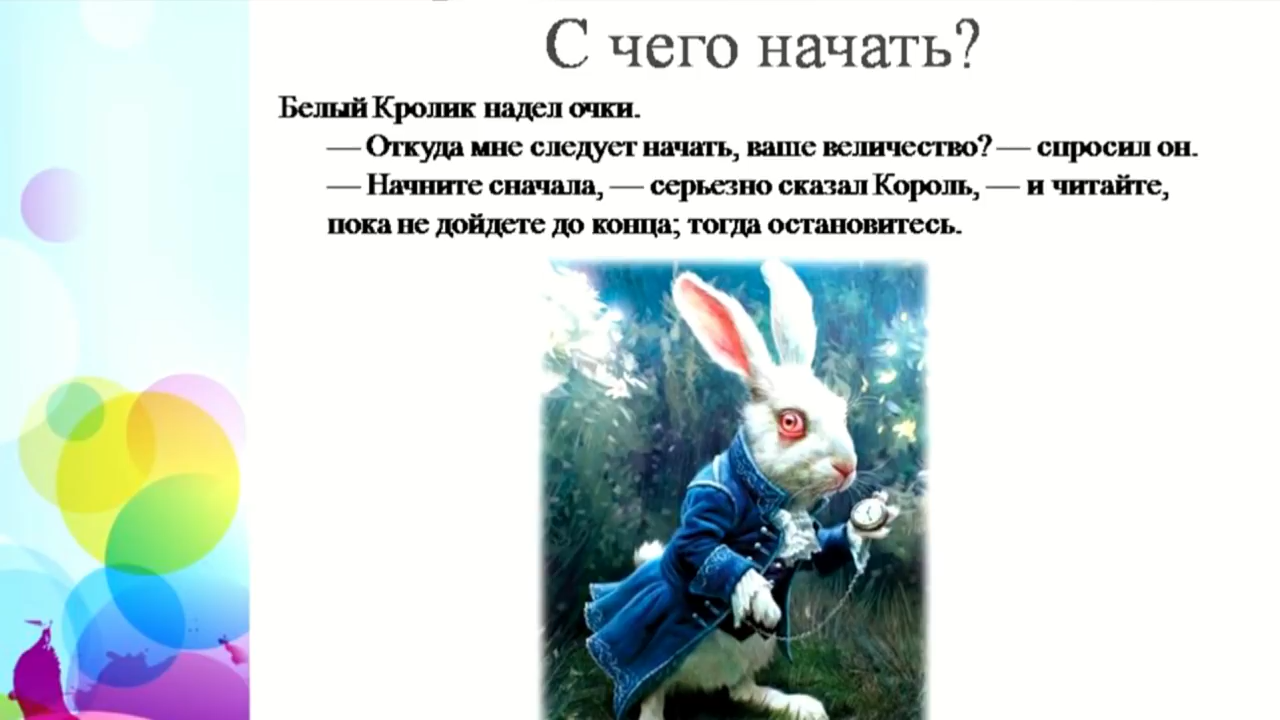 С чего начать?
Белый Кролик надел очки.
— Откуда мне следует начать, ваше величество? — спросил он.
— Начните сначала, — серьезно сказал Король, — и читайте,
пока не дойдете до конца; тогда остановитесь.